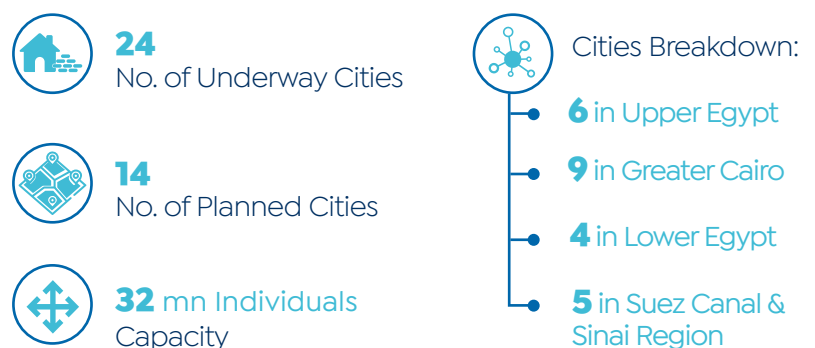 24
No. of Underway Cities
14
No. of Planned Cities
32 mn Individuals
Capacity
Cities Breakdown:
6 in Upper Egypt
9 in Greater Cairo
4 in Lower Egypt
5 in Suez Canal &
Sinai Region